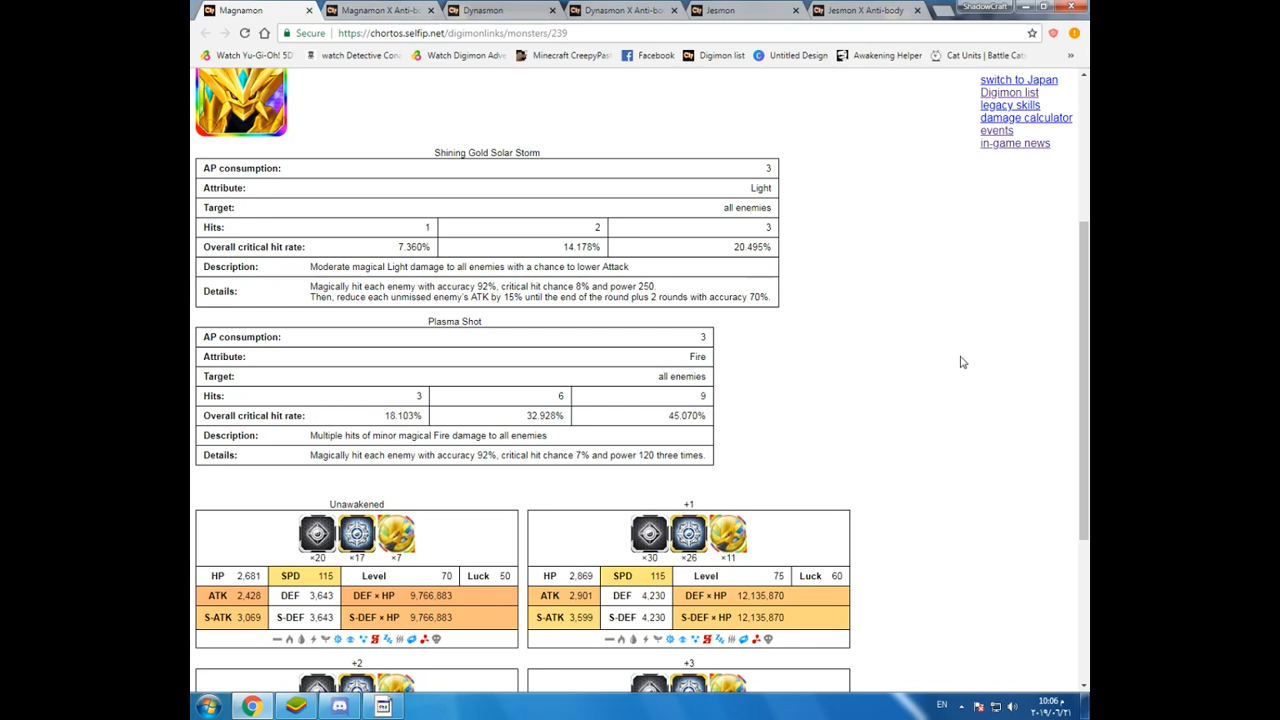 Magnamon
Magnamon X Anti-bo
Dynasmon
Dynasmon X Anti-bo
Jesmon
Jesmon X Anti-body
ShadowCraft
Secure
https://chortos.selfip.net/digimonlinks/monsters/239
Watch Yu-Gi-Oh! 5D
watch Detective Con
Watch Digimon Adve
Minecraft CreepyPas
Facebook
Digimon list
Untitled Design
Awakening Helper
Cat Units | Battle Cats
»
switch to Japan
Digimon list
legacy skills
damage calculator
events
in-game news
Shining Gold Solar Storm
AP consumption: 3
Attribute: Light
Target: all enemies
Hits: 1 2 3
Overall critical hit rate: 7.360% 14.178% 20.495%
Description: Moderate magical Light damage to all enemies with a chance to lower Attack
Details: Magically hit each enemy with accuracy 92%, critical hit chance 8% and power 250.
Then, reduce each unmissed enemy's ATK by 15% until the end of the round plus 2 rounds with accuracy 70%.
Plasma Shot
AP consumption: 3
Attribute: Fire
Target: all enemies
Hits: 3 6 9
Overall critical hit rate: 18.103% 32.928% 45.070%
Description: Multiple hits of minor magical Fire damage to all enemies
Details: Magically hit each enemy with accuracy 92%, critical hit chance 7% and power 120 three times.
Unawakened
×20 ×17 ×7
HP 2,681 SPD 115 Level 70 Luck 50
ATK 2,428 DEF 3,643 DEF × HP 9,766,883
S-ATK 3,069 S-DEF 3,643 S-DEF × HP 9,766,883
+1
×30 ×26 ×11
HP 2,869 SPD 115 Level 75 Luck 60
ATK 2,901 DEF 4,230 DEF × HP 12,135,870
S-ATK 3,599 S-DEF 4,230 S-DEF × HP 12,135,870
+2
+3
EN
10:06 م
٢٠١٩/٠٦/٢١